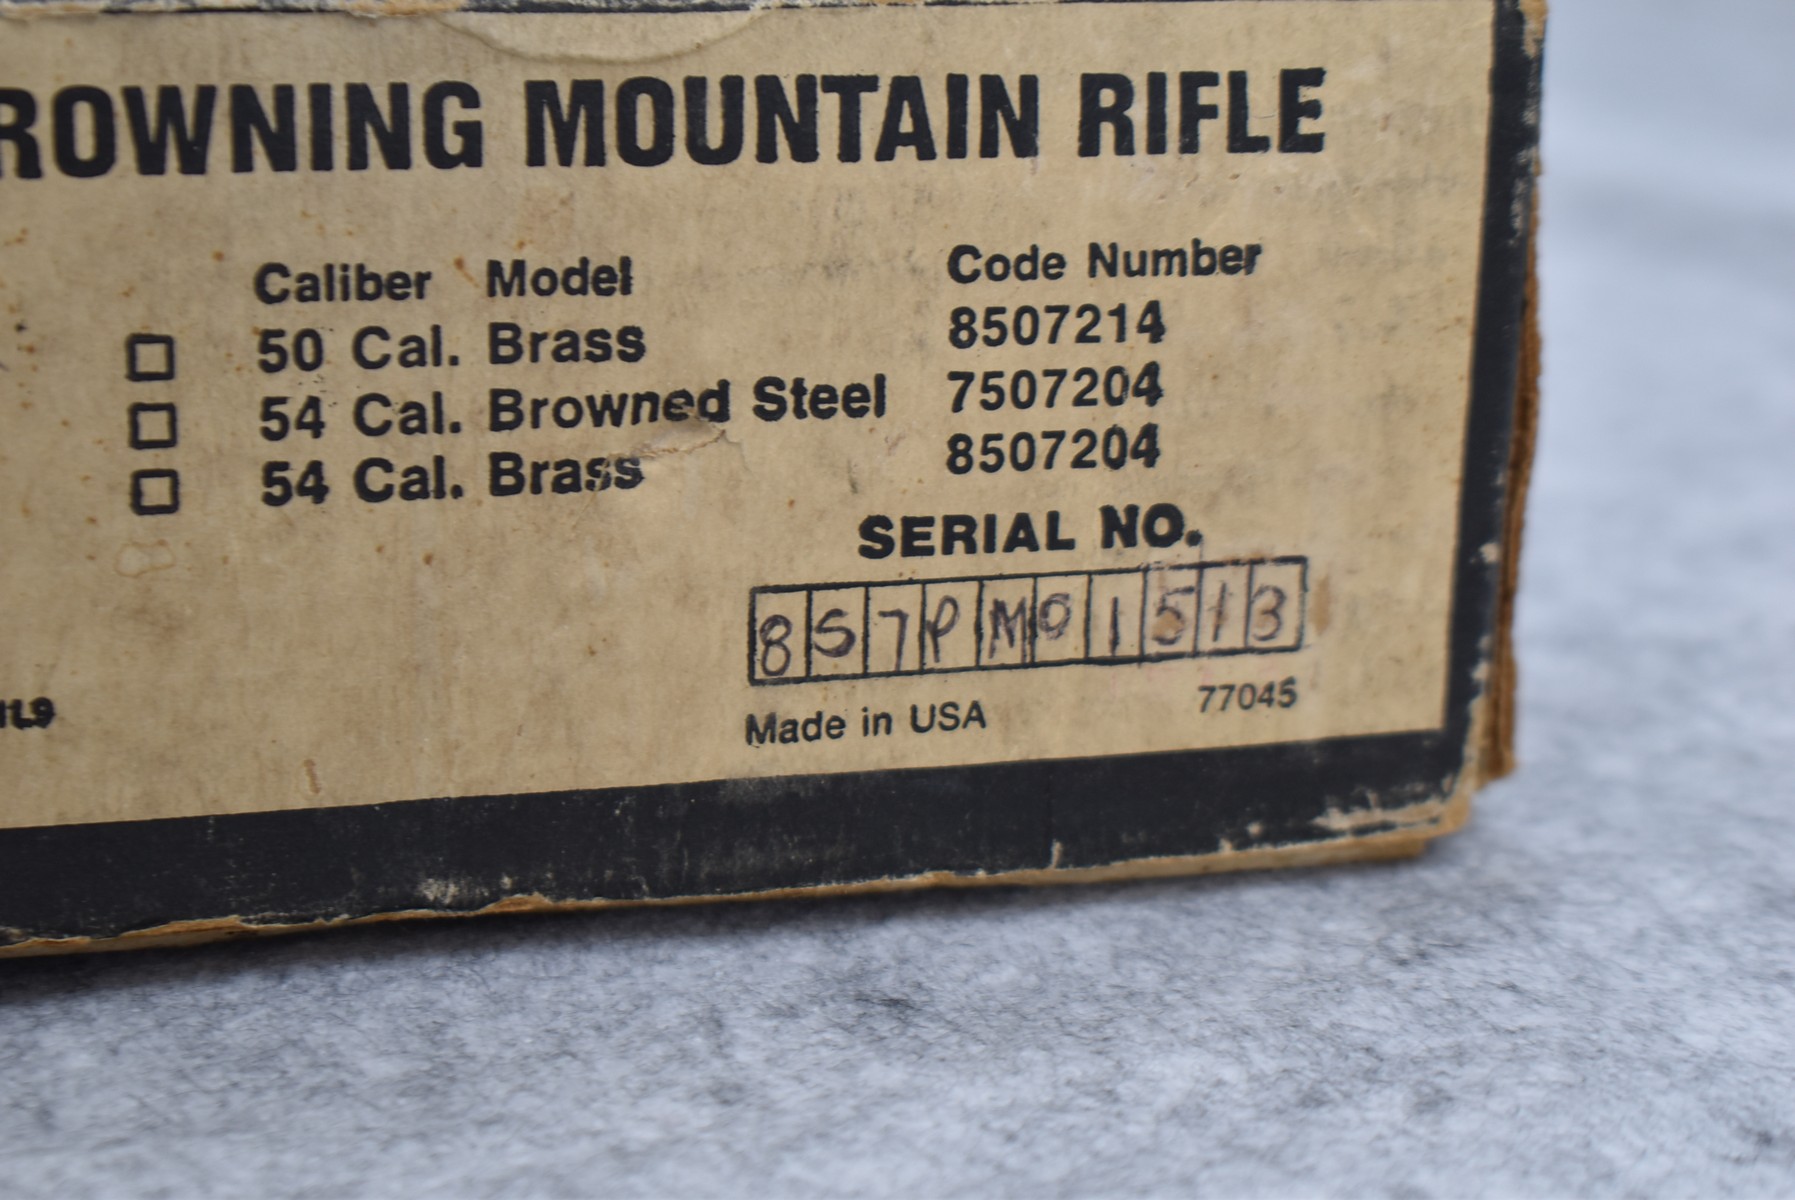 ROWNING MOUNTAIN RIFLE
Caliber Model Code Number
50 Cal. Brass 8507214
54 Cal. Browned Steel 7507204
54 Cal. Brass 8507204
SERIAL NO.
8S7PM01513
Made in USA 77045